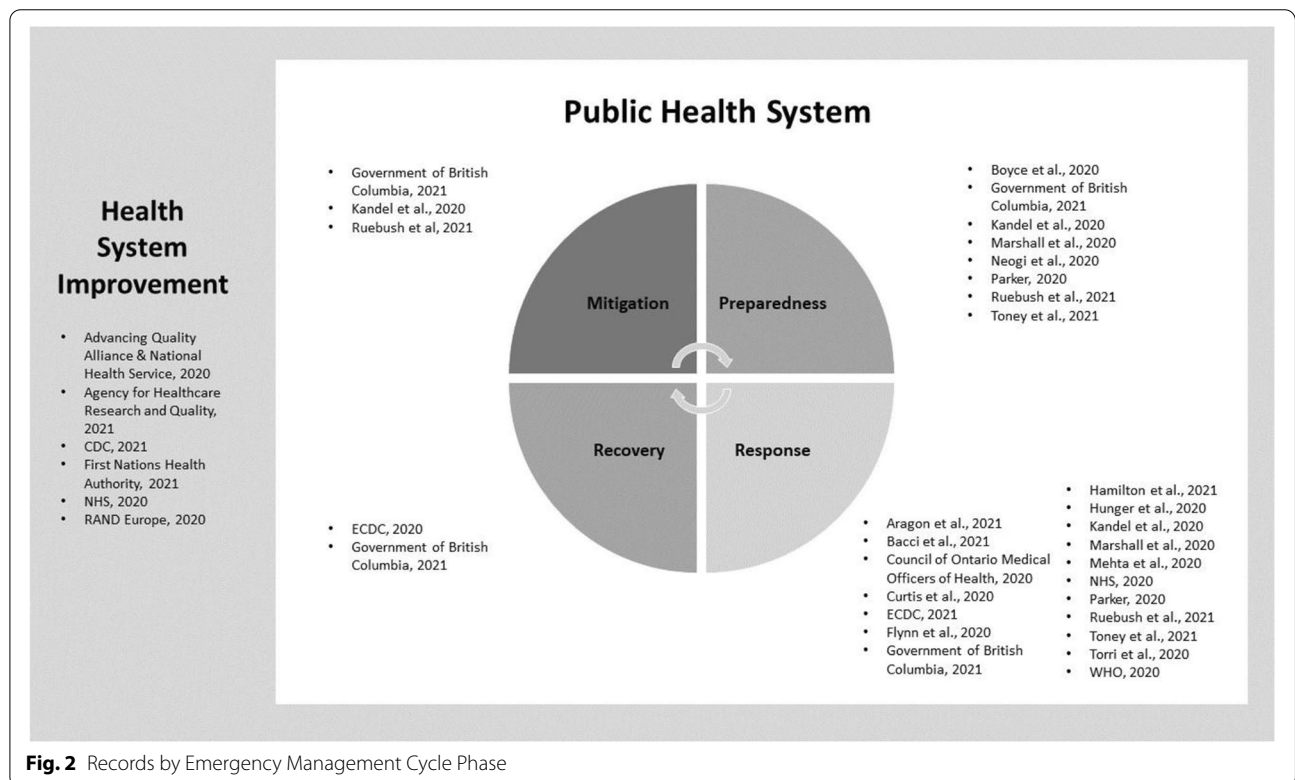 Public Health System
Health
System
Improvement
• Advancing Quality
Alliance & National
Health Service, 2020
• Agency for Healthcare
Research and Quality,
2021
• CDC, 2021
• First Nations Health
Authority, 2021
• NHS, 2020
• RAND Europe, 2020
• Government of British
Columbia, 2021
• Kandel et al., 2020
• Ruebush et al, 2021
Mitigation
Preparedness
• Boyce et al., 2020
• Government of British
Columbia, 2021
• Kandel et al., 2020
• Marshall et al., 2020
• Neogi et al., 2020
• Parker, 2020
• Ruebush et al., 2021
• Toney et al., 2021
Recovery
Response
• ECDC, 2020
• Government of British
Columbia, 2021
• Aragon et al., 2021
• Bacci et al., 2021
• Council of Ontario Medical
Officers of Health, 2020
• Curtis et al., 2020
• ECDC, 2021
• Flynn et al., 2020
• Government of British
Columbia, 2021
• Hamilton et al., 2021
• Hunger et al., 2020
• Kandel et al., 2020
• Marshall et al., 2020
• Mehta et al., 2020
• NHS, 2020
• Parker, 2020
• Ruebush et al., 2021
• Toney et al., 2021
• Torri et al., 2020
• WHO, 2020
Fig. 2 Records by Emergency Management Cycle Phase